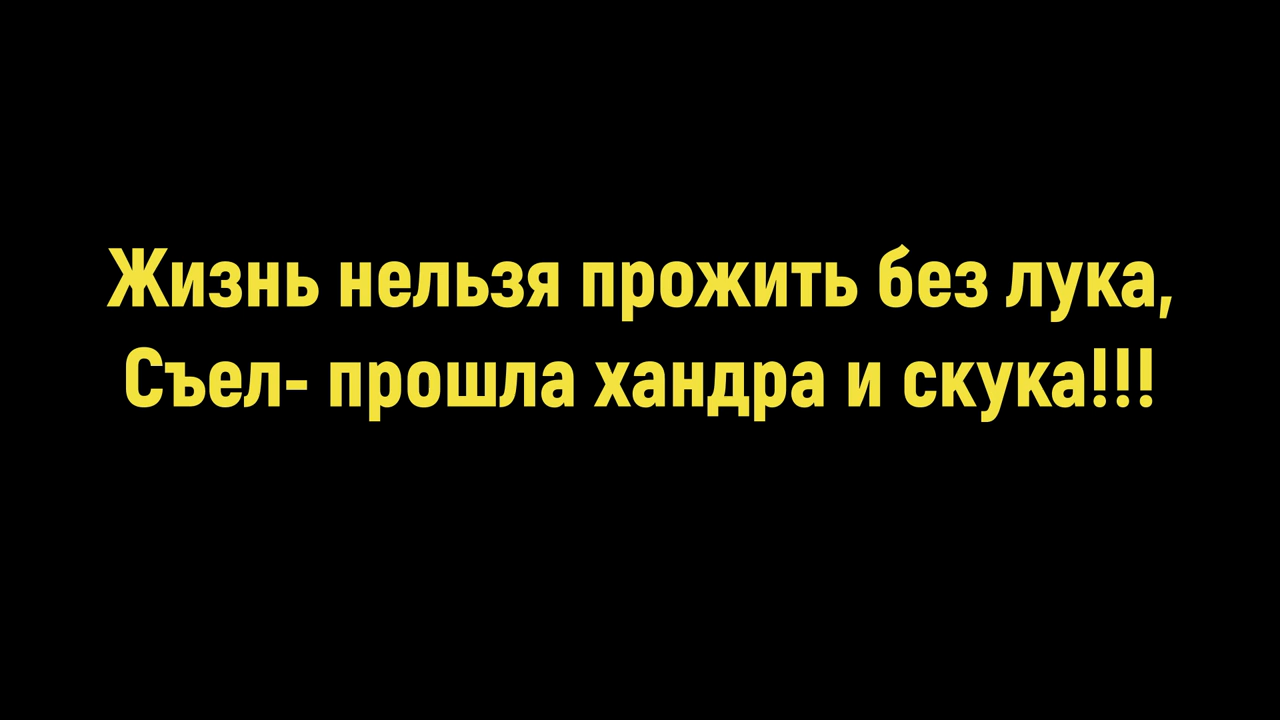 Жизнь нельзя прожить без лука,
Съел- прошла хандра и скука!!!